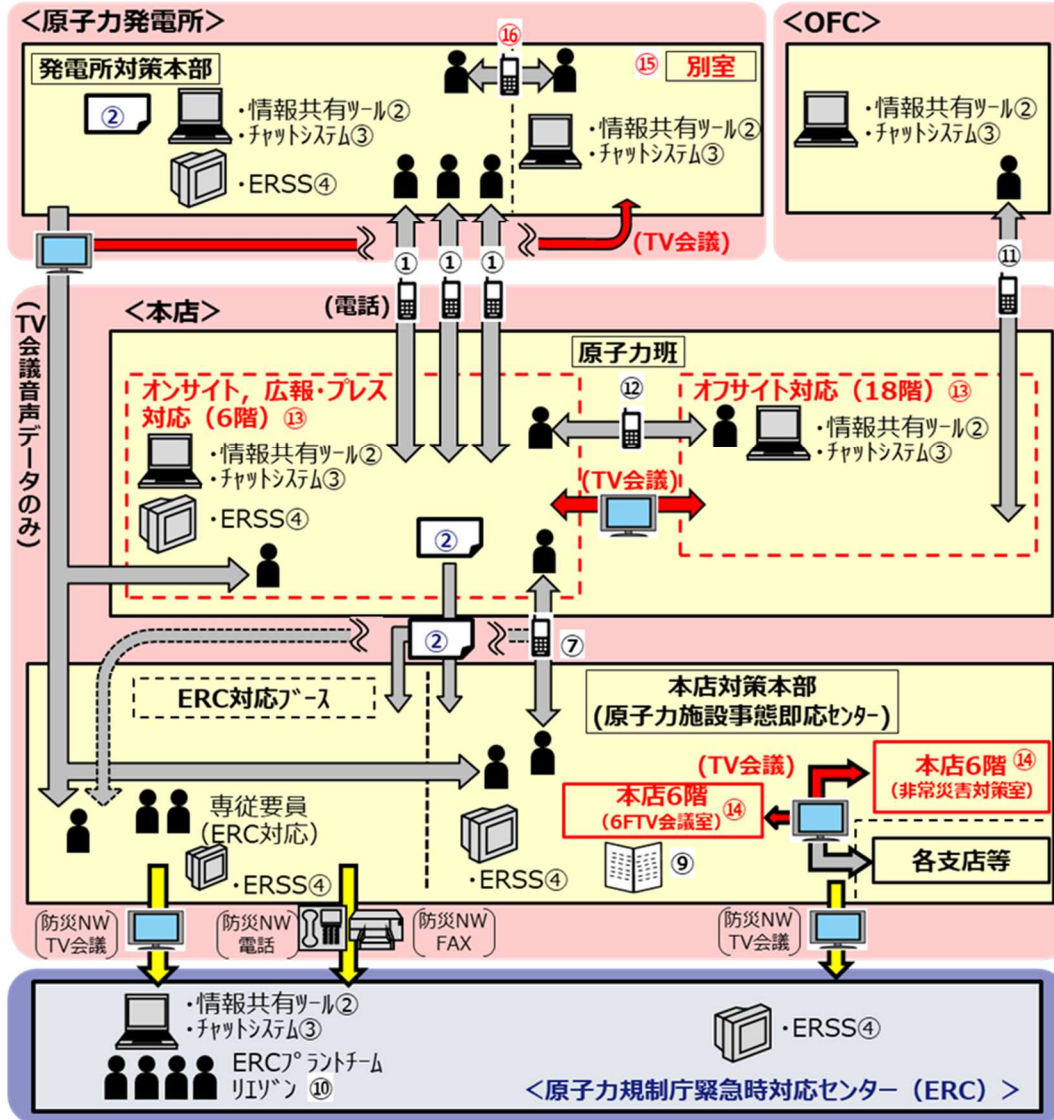 ＜原子力発電所＞
発電所対策本部
②
・情報共有ﾂｰﾙ②
・ﾁｬｯﾄｼｽﾃﾑ③
・ERSS④
⑯
⑮ 別室
・情報共有ﾂｰﾙ②
・ﾁｬｯﾄｼｽﾃﾑ③
(TV会議)
＜OFC＞
・情報共有ﾂｰﾙ②
・ﾁｬｯﾄｼｽﾃﾑ③
① ① ①
⑪
(電話)
(TV会議音声データのみ)
＜本店＞
原子力班
オンサイト，広報・プレス
対応（6階）⑬
・情報共有ﾂｰﾙ②
・ﾁｬｯﾄｼｽﾃﾑ③
・ERSS④
⑫
(TV会議)
オフサイト対応（18階）⑬
・情報共有ﾂｰﾙ②
・ﾁｬｯﾄｼｽﾃﾑ③
②
②
⑦
ERC対応ﾌﾞｰｽ
専従要員
(ERC対応)
・ERSS④
・ERSS④
本店対策本部
(原子力施設事態即応ｾﾝﾀｰ)
(TV会議)
本店6階 ⑭
(非常災害対策室)
本店6階 ⑭
(6FTV会議室)
⑨
各支店等
防災NW
TV会議
防災NW
電話
防災NW
FAX
防災NW
TV会議
・情報共有ﾂｰﾙ②
・ﾁｬｯﾄｼｽﾃﾑ③
ERCﾌﾟﾗﾝﾄﾁｰﾑ
ﾘｴｿﾞﾝ ⑩
・ERSS④
＜原子力規制庁緊急時対応センター（ERC）＞